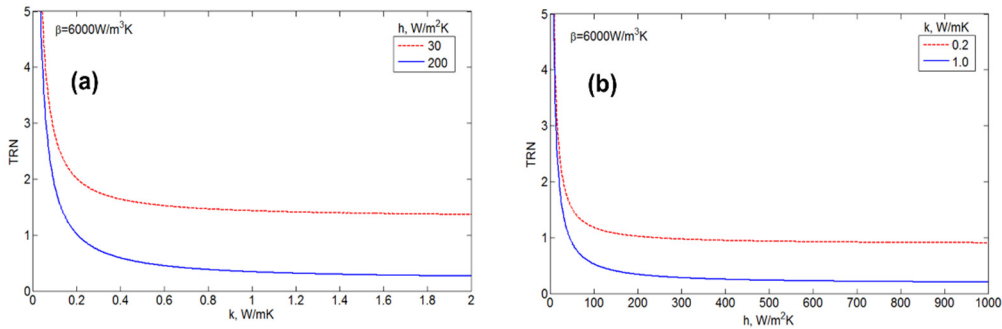 β=6000W/m³K
h, W/m²K
30
200
(a)
TRN
5
4
3
2
1
0
0 0.2 0.4 0.6 0.8 1 1.2 1.4 1.6 1.8 2
k, W/mK
β=6000W/m³K
k, W/mK
0.2
1.0
(b)
TRN
5
4
3
2
1
0
0 100 200 300 400 500 600 700 800 900 1000
h, W/m²K